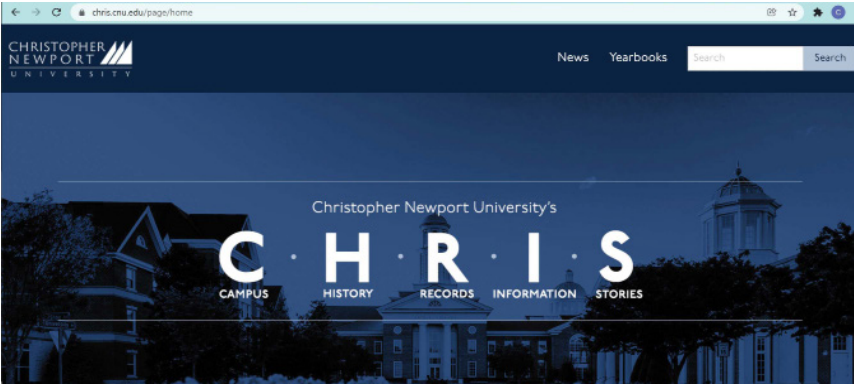 chris.cnu.edu/page/home
C
CHRISTOPHER
NEWPORT
UNIVERSITY
News Yearbooks Search Search
Christopher Newport University's
C · H · R · I · S
CAMPUS HISTORY RECORDS INFORMATION STORIES